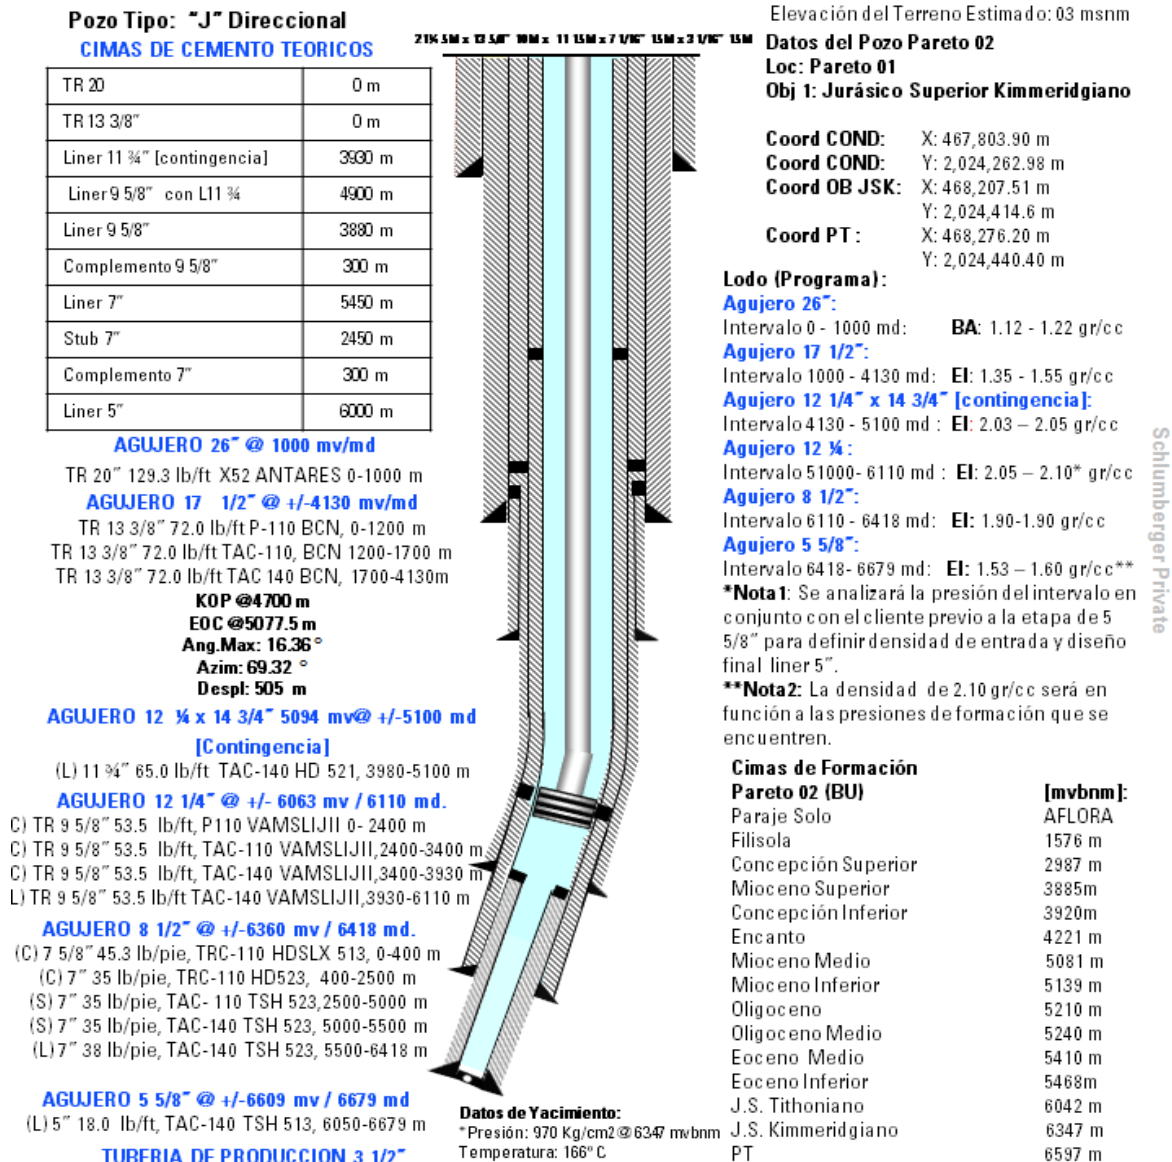 Pozo Tipo: "J" Direccional
CIMAS DE CEMENTO TEORICOS
TR 20 0 m
TR 13 3/8" 0 m
Liner 11 ¾" [contingencia] 3930 m
Liner 9 5/8" con L11 ¾ 4900 m
Liner 9 5/8" 3880 m
Complemento 9 5/8" 300 m
Liner 7" 5450 m
Stub 7" 2450 m
Complemento 7" 300 m
Liner 5" 6000 m
AGUJERO 26" @ 1000 mv/md
TR 20" 129.3 lb/ft X52 ANTARES 0-1000 m
AGUJERO 17 1/2" @ +/-4130 mv/md
TR 13 3/8" 72.0 lb/ft P-110 BCN, 0-1200 m
TR 13 3/8" 72.0 lb/ft TAC-110, BCN 1200-1700 m
TR 13 3/8" 72.0 lb/ft TAC 140 BCN, 1700-4130m
KOP @4700 m
EOC @5077.5 m
Ang.Max: 16.36 °
Azim: 69.32 °
Despl: 505 m
AGUJERO 12 ¼ x 14 3/4" 5094 mv@ +/-5100 md
[Contingencia]
(L) 11 ¾" 65.0 lb/ft TAC-140 HD 521, 3980-5100 m
AGUJERO 12 1/4" @ +/- 6063 mv / 6110 md.
C) TR 9 5/8" 53.5 lb/ft, P110 VAMSLIJII 0- 2400 m
C) TR 9 5/8" 53.5 lb/ft, TAC-110 VAMSLIJII,2400-3400 m
C) TR 9 5/8" 53.5 lb/ft, TAC-140 VAMSLIJII,3400-3930 m
L) TR 9 5/8" 53.5 lb/ft TAC-140 VAMSLIJII,3930-6110 m
AGUJERO 8 1/2" @ +/-6360 mv / 6418 md.
(C) 7 5/8" 45.3 lb/pie, TRC-110 HDSLX 513, 0-400 m
(C) 7" 35 lb/pie, TRC-110 HD523, 400-2500 m
(S) 7" 35 lb/pie, TAC- 110 TSH 523,2500-5000 m
(S) 7" 35 lb/pie, TAC-140 TSH 523, 5000-5500 m
(L) 7" 38 lb/pie, TAC-140 TSH 523, 5500-6418 m
AGUJERO 5 5/8" @ +/-6609 mv / 6679 md
(L) 5" 18.0 lb/ft, TAC-140 TSH 513, 6050-6679 m
TUBERIA DE PRODUCCION 3 1/2"
21¼ 5M x 13 5/8" 10M x 11 15M x 7 1/16" 15M x 3 1/16" 15M
Datos de Yacimiento:
*Presión: 970 Kg/cm2@6347 mvbnm
Temperatura: 166° C
Elevación del Terreno Estimado: 03 msnm
Datos del Pozo Pareto 02
Loc: Pareto 01
Obj 1: Jurásico Superior Kimmeridgiano
Coord COND: X: 467,803.90 m
Coord COND: Y: 2,024,262.98 m
Coord OB JSK: X: 468,207.51 m
Y: 2,024,414.6 m
Coord PT : X: 468,276.20 m
Y: 2,024,440.40 m
Lodo (Programa):
Agujero 26":
Intervalo 0 - 1000 md: BA: 1.12 - 1.22 gr/cc
Agujero 17 1/2":
Intervalo 1000 - 4130 md: EI: 1.35 - 1.55 gr/cc
Agujero 12 1/4" x 14 3/4" [contingencia]:
Intervalo 4130 - 5100 md : EI: 2.03 – 2.05 gr/cc
Agujero 12 ¼ :
Intervalo 51000- 6110 md : EI: 2.05 – 2.10* gr/cc
Agujero 8 1/2":
Intervalo 6110 - 6418 md: EI: 1.90-1.90 gr/cc
Agujero 5 5/8":
Intervalo 6418- 6679 md: EI: 1.53 – 1.60 gr/cc**
*Nota1: Se analizará la presión del intervalo en
conjunto con el cliente previo a la etapa de 5
5/8" para definir densidad de entrada y diseño
final liner 5".
**Nota2: La densidad de 2.10 gr/cc será en
función a las presiones de formación que se
encuentren.
Cimas de Formación
Pareto 02 (BU) [mvbnm]:
Paraje Solo AFLORA
Filisola 1576 m
Concepción Superior 2987 m
Mioceno Superior 3885m
Concepción Inferior 3920m
Encanto 4221 m
Mioceno Medio 5081 m
Mioceno Inferior 5139 m
Oligoceno 5210 m
Oligoceno Medio 5240 m
Eoceno Medio 5410 m
Eoceno Inferior 5468m
J.S. Tithoniano 6042 m
J.S. Kimmeridgiano 6347 m
PT 6597 m
Schlumberger Private